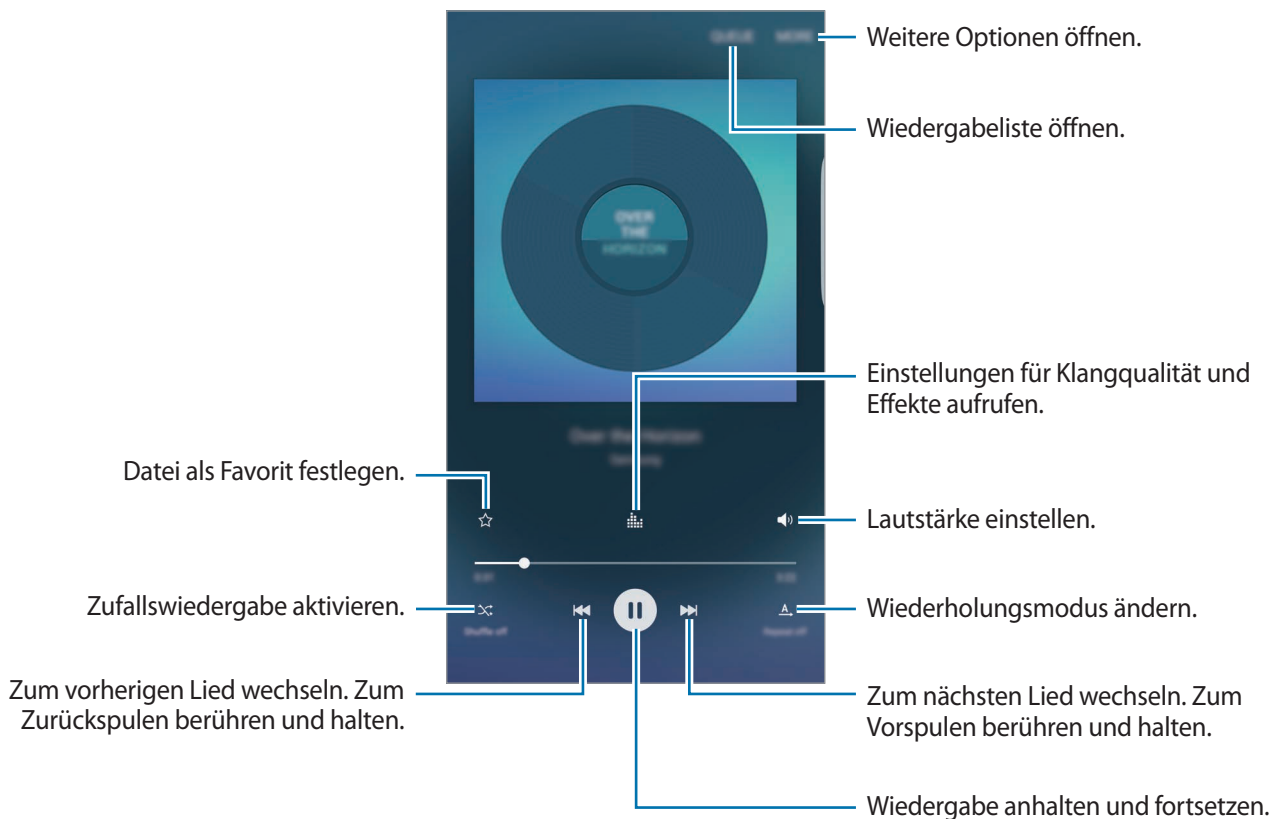 QUEUE MORE
Weitere Optionen öffnen.
Wiedergabeliste öffnen.
OVER
THE
HORIZON
Einstellungen für Klangqualität und
Effekte aufrufen.
Over the Horizon
Samsung
Datei als Favorit festlegen.
Lautstärke einstellen.
Zufallswiedergabe aktivieren.
A
Wiederholungsmodus ändern.
Shuffle off
Repeat off
Zum vorherigen Lied wechseln. Zum
Zurückspulen berühren und halten.
Zum nächsten Lied wechseln. Zum
Vorspulen berühren und halten.
Wiedergabe anhalten und fortsetzen.